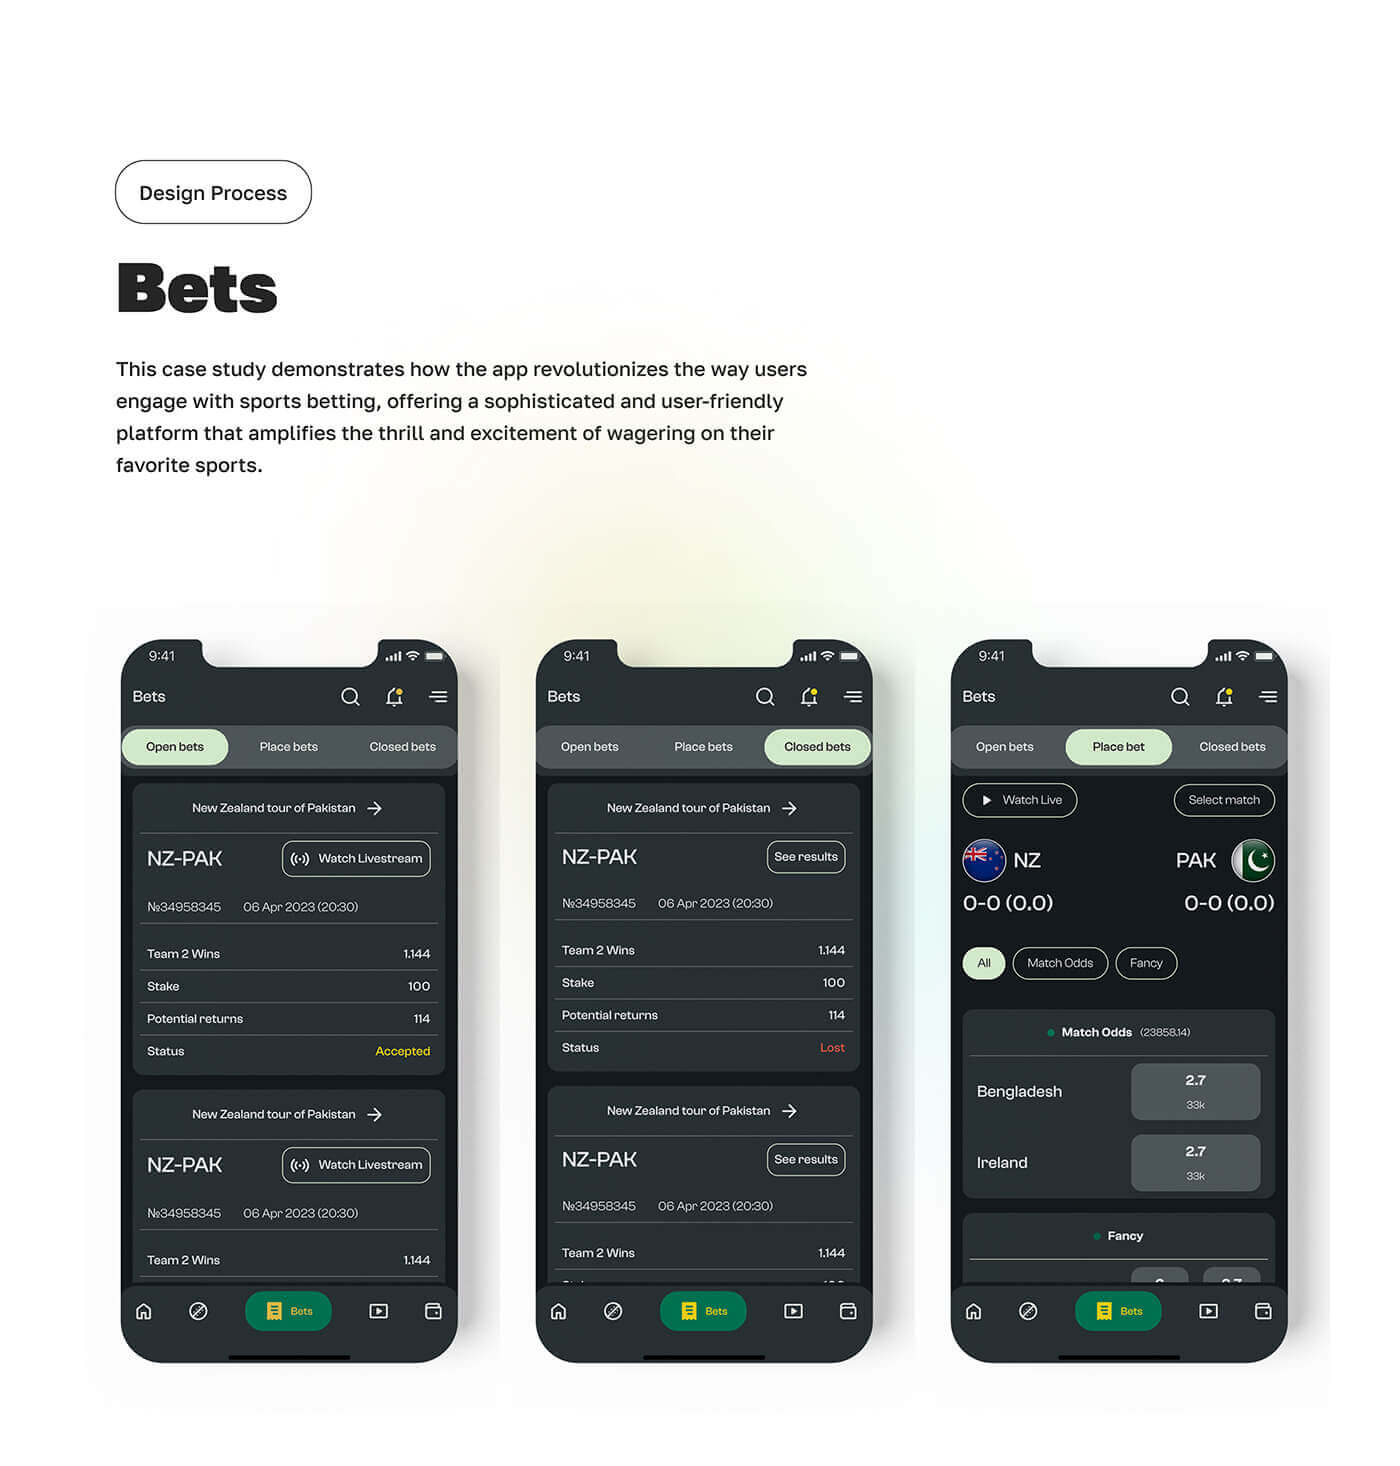 Design Process
Bets
This case study demonstrates how the app revolutionizes the way users
engage with sports betting, offering a sophisticated and user-friendly
platform that amplifies the thrill and excitement of wagering on their
favorite sports.
9:41
Bets
Open bets Place bets Closed bets
New Zealand tour of Pakistan
NZ-PAK Watch Livestream
№34958345 06 Apr 2023 (20:30)
Team 2 Wins 1.144
Stake 100
Potential returns 114
Status Accepted
New Zealand tour of Pakistan
NZ-PAK Watch Livestream
№34958345 06 Apr 2023 (20:30)
Team 2 Wins 1.144
Bets
9:41
Bets
Open bets Place bets Closed bets
New Zealand tour of Pakistan
NZ-PAK See results
№34958345 06 Apr 2023 (20:30)
Team 2 Wins 1.144
Stake 100
Potential returns 114
Status Lost
New Zealand tour of Pakistan
NZ-PAK See results
№34958345 06 Apr 2023 (20:30)
Team 2 Wins 1.144
Bets
9:41
Bets
Open bets Place bet Closed bets
Watch Live Select match
NZ PAK
0-0 (0.0) 0-0 (0.0)
All Match Odds Fancy
Match Odds (23858.14)
Bengladesh 2.7
33k
Ireland 2.7
33k
Fancy
Bets